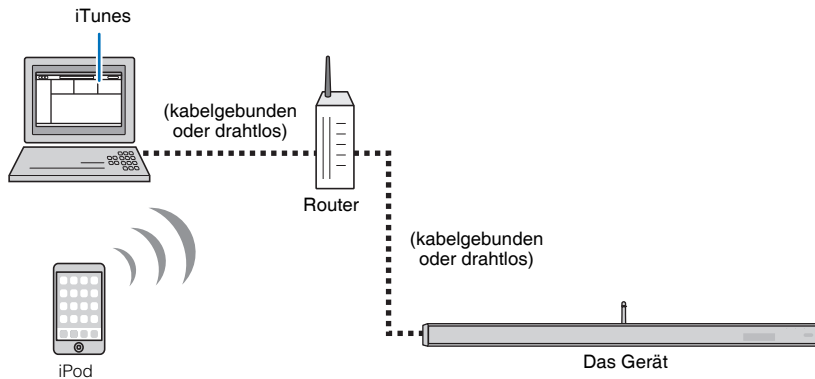 iTunes
(kabelgebunden
oder drahtlos)
Router
(kabelgebunden
oder drahtlos)
iPod
Das Gerät